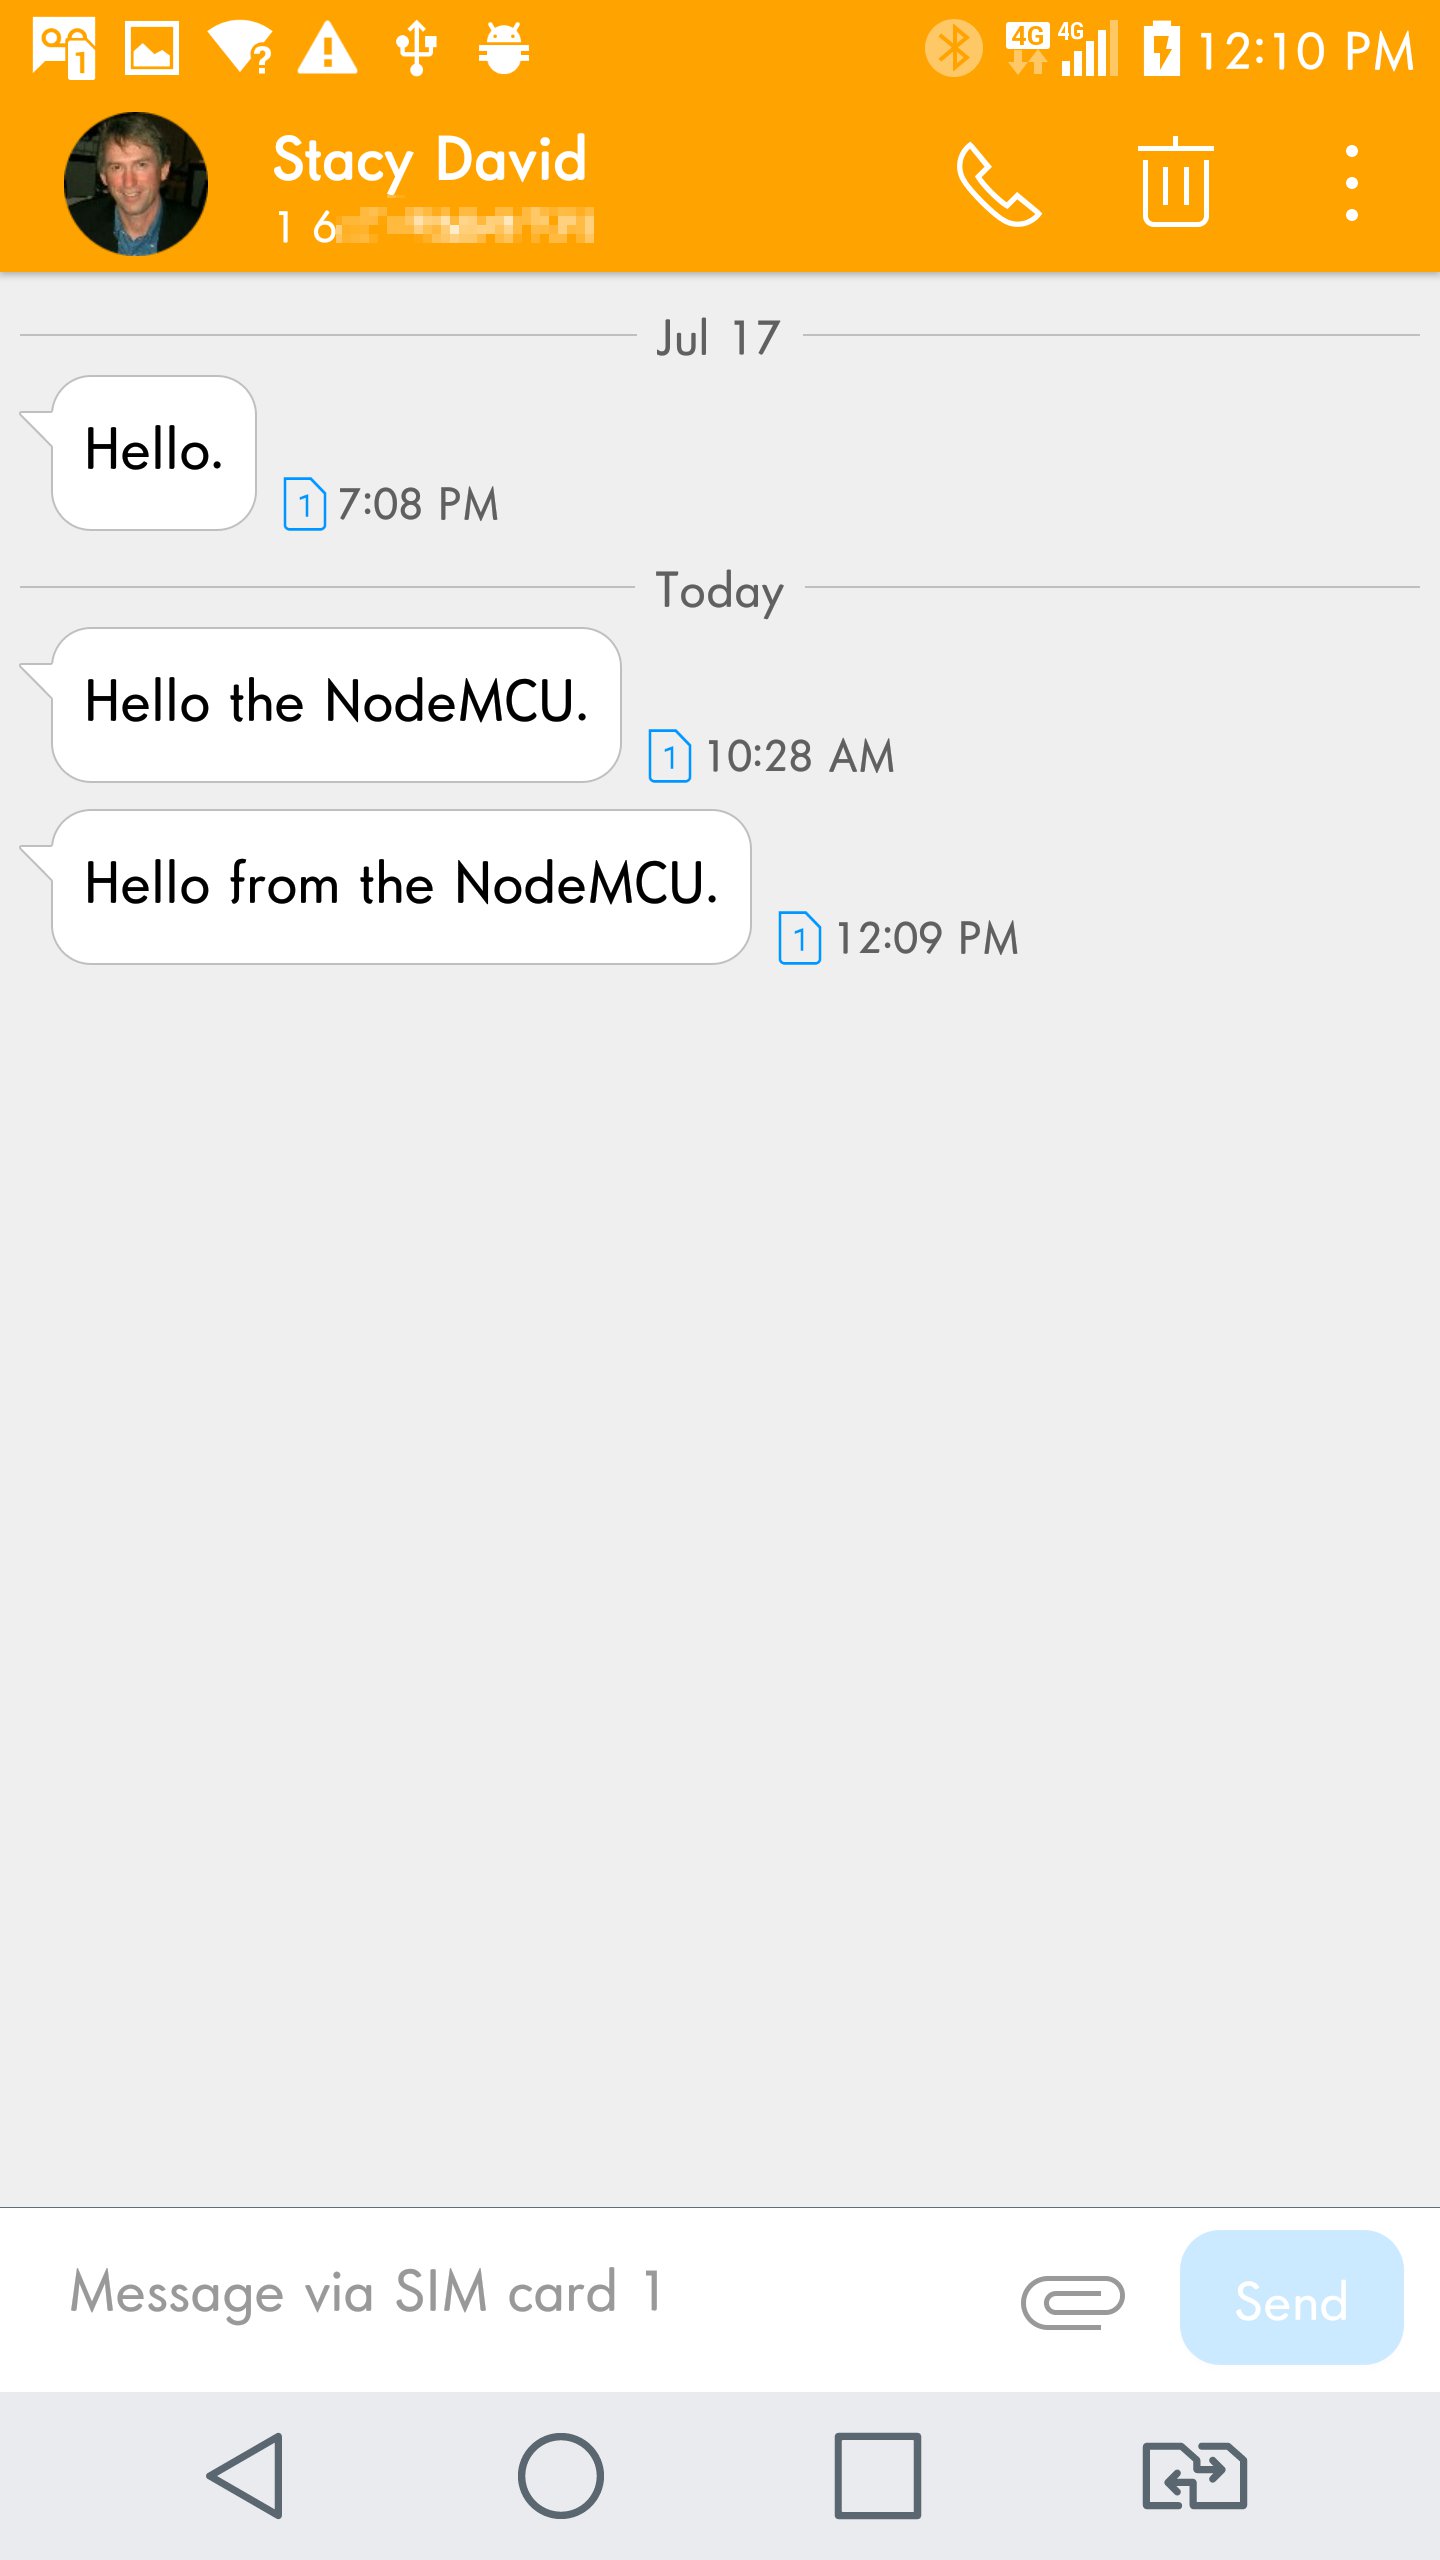 1
?
4G 4G 12:10 PM
Stacy David
1 6
Jul 17
Hello.
1 7:08 PM
Today
Hello the NodeMCU.
1 10:28 AM
Hello from the NodeMCU.
1 12:09 PM
Message via SIM card 1
Send